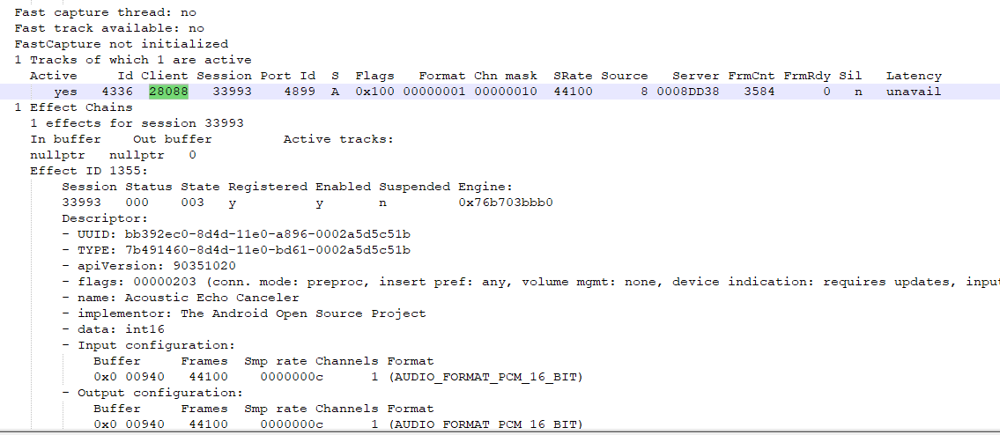 Fast capture thread: no
Fast track available: no
FastCapture not initialized
1 Tracks of which 1 are active
Active Id Client Session Port Id S Flags Format Chn mask SRate Source Server FrmCnt FrmRdy Sil Latency
yes 4336 28088 33993 4899 A 0x100 00000001 00000010 44100 8 0008DD38 3584 0 n unavail
1 Effect Chains
1 effects for session 33993
In buffer Out buffer Active tracks:
nullptr nullptr 0
Effect ID 1355:
Session Status State Registered Enabled Suspended Engine:
33993 000 003 y y n 0x76b703bbb0
Descriptor:
- UUID: bb392ec0-8d4d-11e0-a896-0002a5d5c51b
- TYPE: 7b491460-8d4d-11e0-bd61-0002a5d5c51b
- apiVersion: 90351020
- flags: 00000203 (conn. mode: preproc, insert pref: any, volume mgmt: none, device indication: requires updates, input
- name: Acoustic Echo Canceler
- implementor: The Android Open Source Project
- data: int16
- Input configuration:
Buffer Frames Smp rate Channels Format
0x0 00940 44100 0000000c 1 (AUDIO_FORMAT_PCM_16_BIT)
- Output configuration:
Buffer Frames Smp rate Channels Format
0x0 00940 44100 0000000c 1 (AUDIO_FORMAT_PCM_16_BIT)